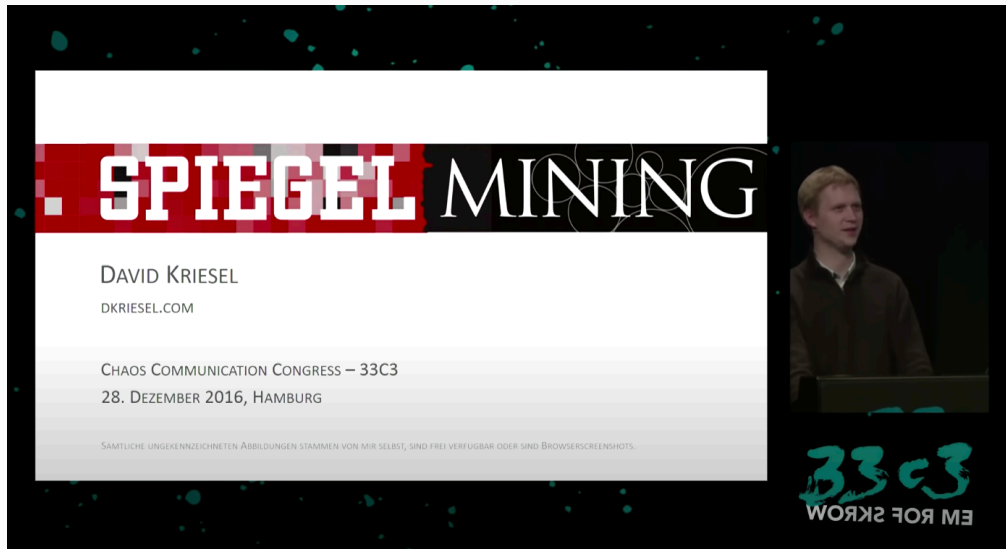 SPIEGEL MINING
DAVID KRIESEL
DKRIESEL.COM
CHAOS COMMUNICATION CONGRESS – 33C3
28. DEZEMBER 2016, HAMBURG
SÄMTLICHE UNGEKENNZEICHNETEN ABBILDUNGEN STAMMEN VON MIR SELBST, SIND FREI VERFÜGBAR ODER SIND BROWSERSCREENSHOTS.
33c3
WORKS FOR ME